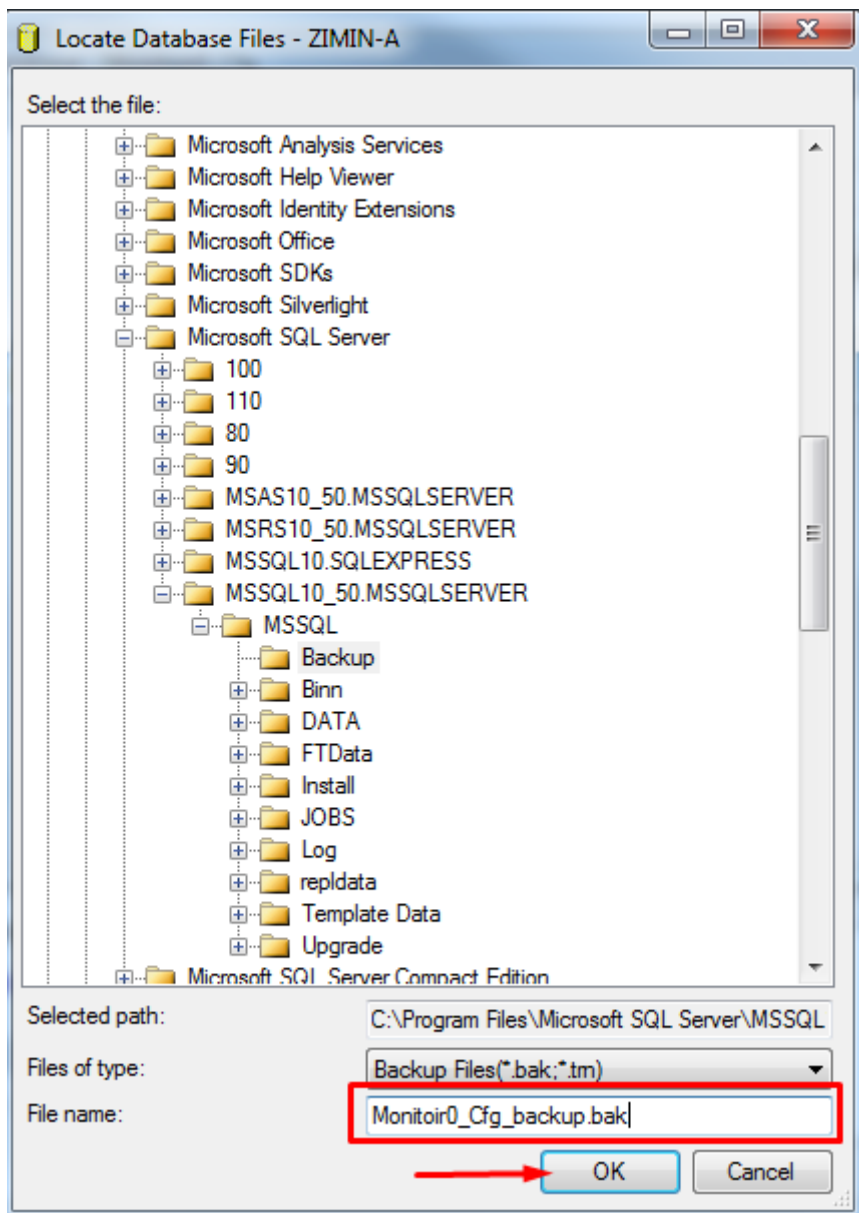 Locate Database Files - ZIMIN-A
Select the file:
Microsoft Analysis Services
Microsoft Help Viewer
Microsoft Identity Extensions
Microsoft Office
Microsoft SDKs
Microsoft Silverlight
Microsoft SQL Server
100
110
80
90
MSAS10_50.MSSQLSERVER
MSRS10_50.MSSQLSERVER
MSSQL10.SQLEXPRESS
MSSQL10_50.MSSQLSERVER
MSSQL
Backup
Binn
DATA
FTData
Install
JOBS
Log
repldata
Template Data
Upgrade
Microsoft SQL Server Compact Edition
Selected path: C:\Program Files\Microsoft SQL Server\MSSQL
Files of type: Backup Files(*.bak;*.trn)
File name: Monitoir0_Cfg_backup.bak
OK Cancel